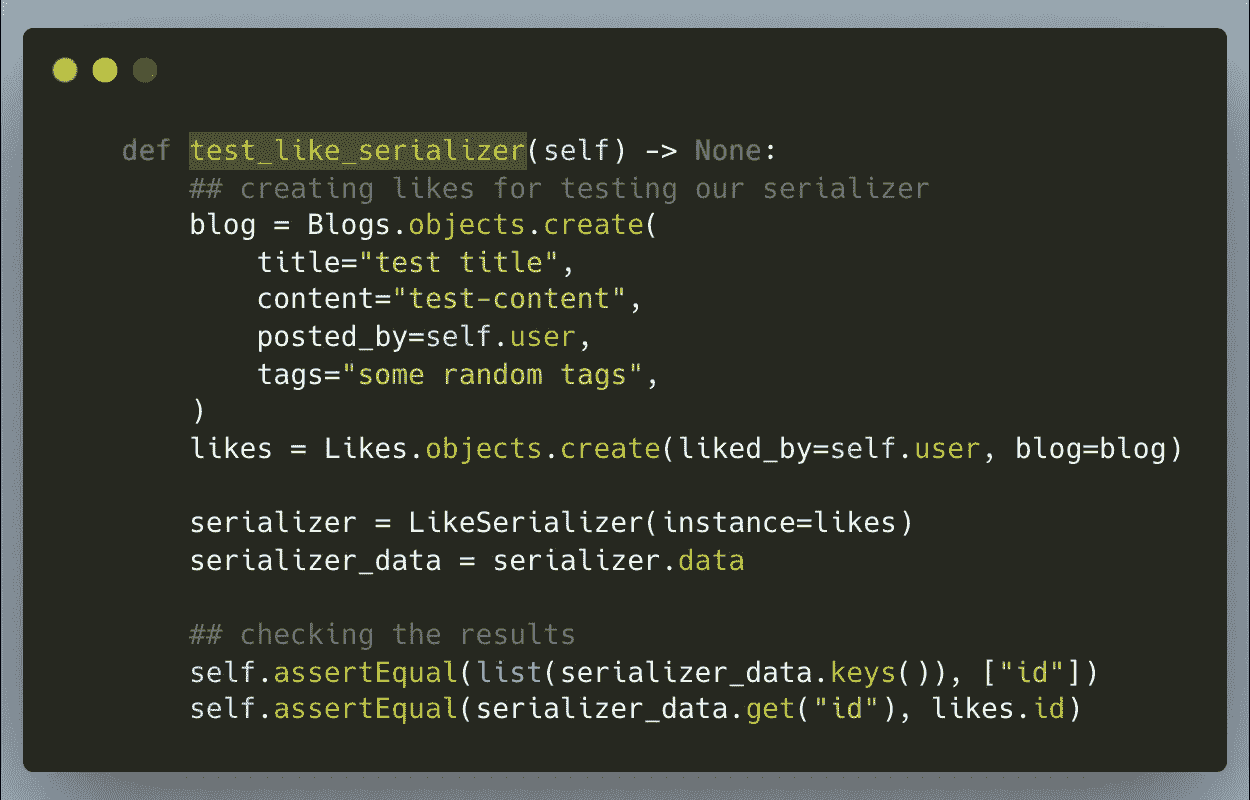 def test_like_serializer(self) -> None:
## creating likes for testing our serializer
blog = Blogs.objects.create(
title="test title",
content="test-content",
posted_by=self.user,
tags="some random tags",
)
likes = Likes.objects.create(liked_by=self.user, blog=blog)
serializer = LikeSerializer(instance=likes)
serializer_data = serializer.data
## checking the results
self.assertEqual(list(serializer_data.keys()), ["id"])
self.assertEqual(serializer_data.get("id"), likes.id)